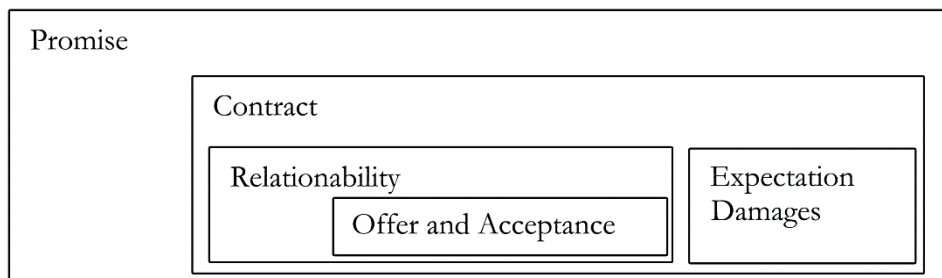 Promise
Contract
Relationability
Offer and Acceptance
Expectation
Damages